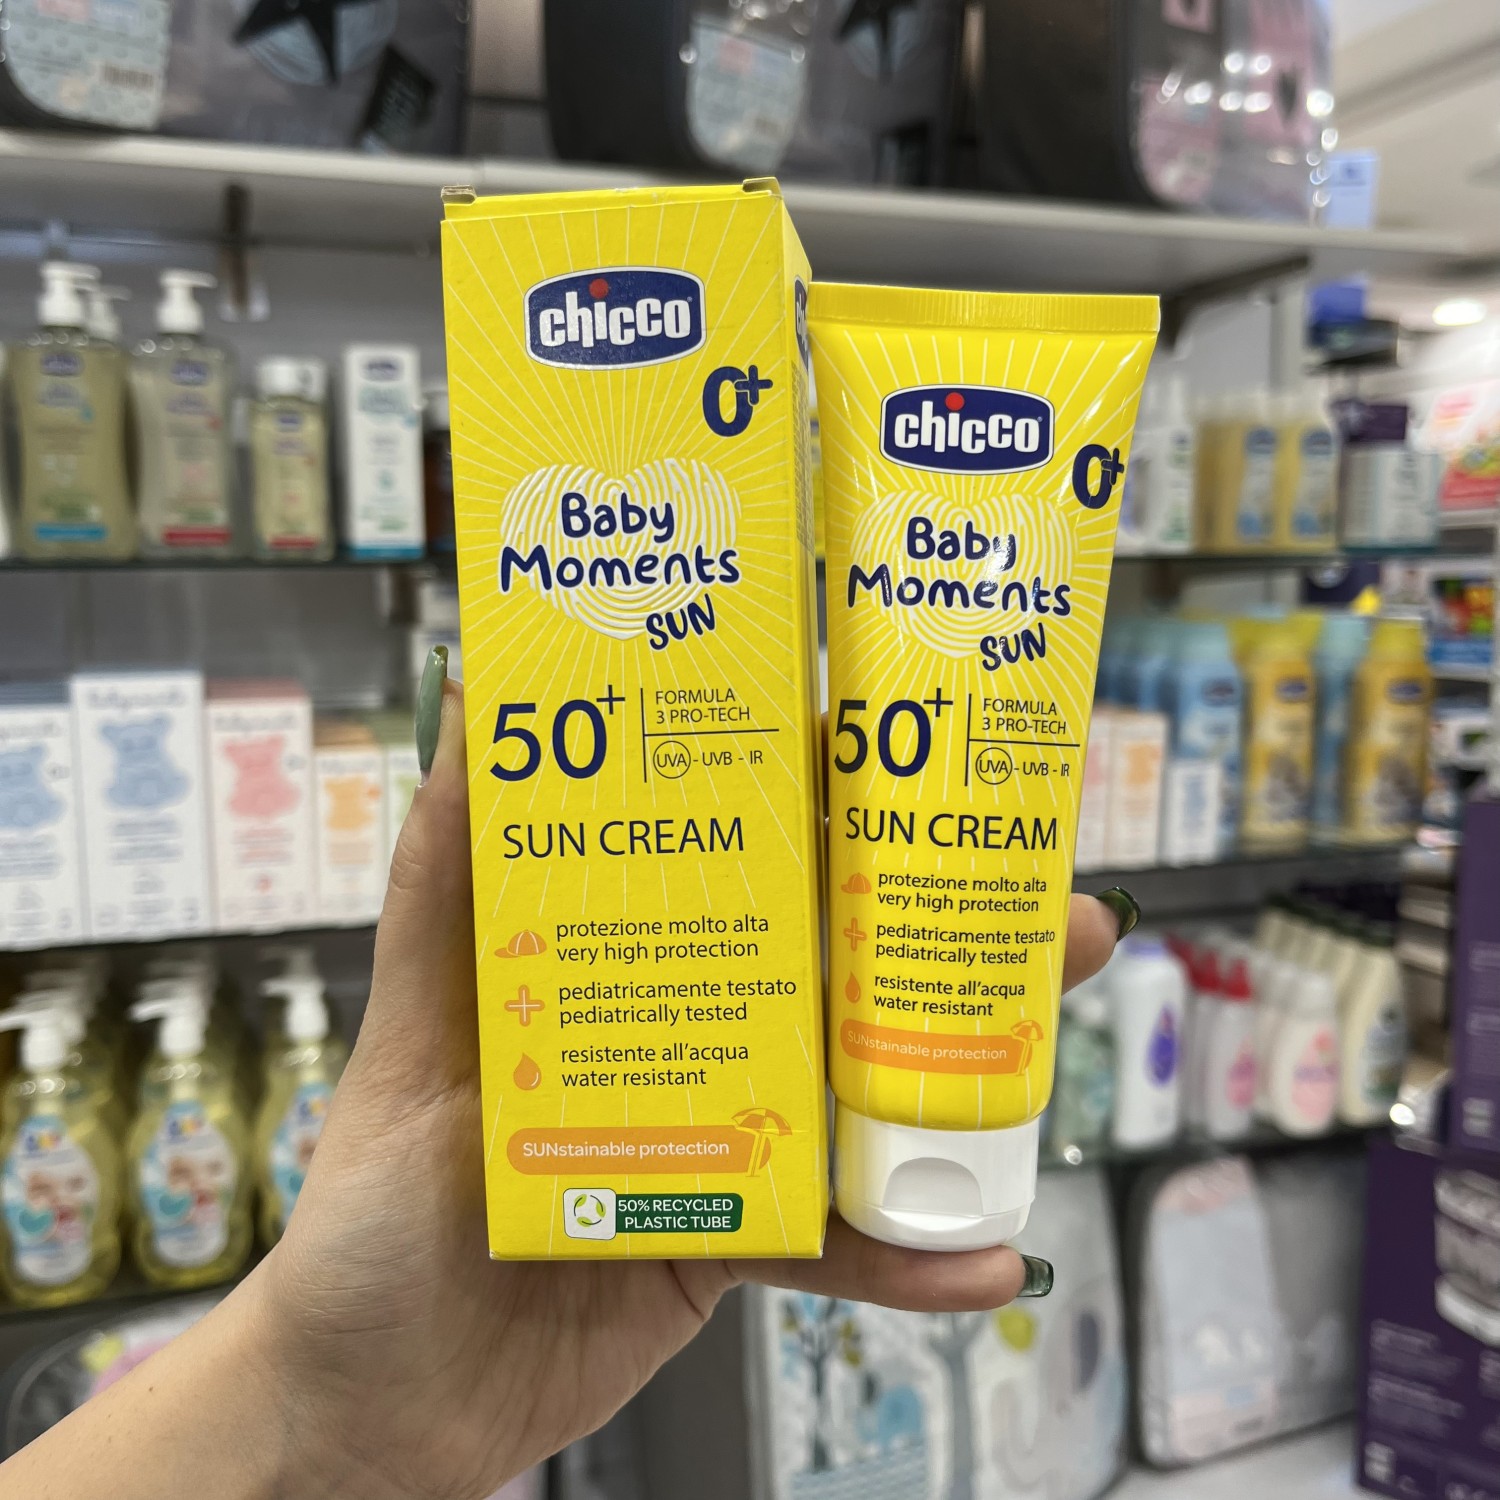 chicco
0+
Baby
Moments
SUN
50+
FORMULA
3 PRO-TECH
UVA - UVB - IR
SUN CREAM
protezione molto alta
very high protection
pediatricamente testato
pediatrically tested
resistente all'acqua
water resistant
SUNstainable protection
50% RECYCLED
PLASTIC TUBE
chicco
0+
Baby
Moments
SUN
50+
FORMULA
3 PRO-TECH
UVA - UVB - IR
SUN CREAM
protezione molto alta
very high protection
pediatricamente testato
pediatrically tested
resistente all'acqua
water resistant
SUNstainable protection